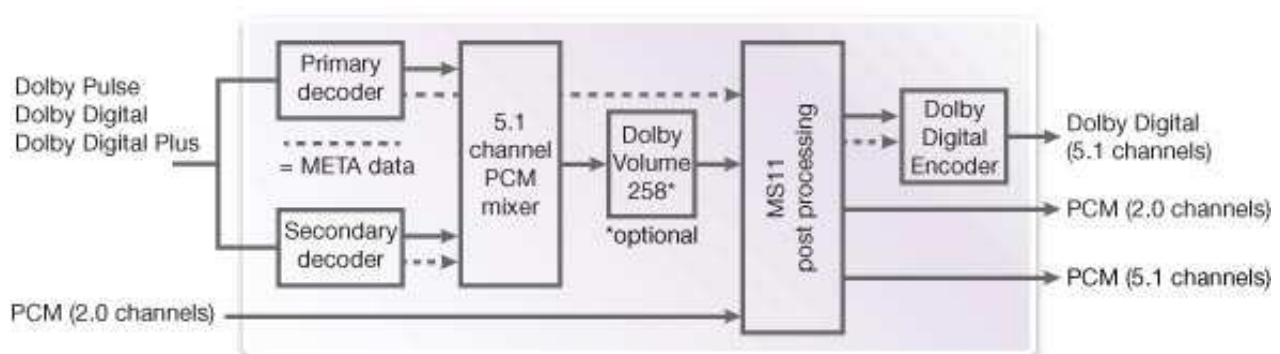 Dolby Pulse
Dolby Digital
Dolby Digital Plus
Primary
decoder
= META data
Secondary
decoder
PCM (2.0 channels)
5.1
channel
PCM
mixer
Dolby
Volume
258*
*optional
MS11
post processing
Dolby
Digital
Encoder
Dolby Digital
(5.1 channels)
PCM (2.0 channels)
PCM (5.1 channels)